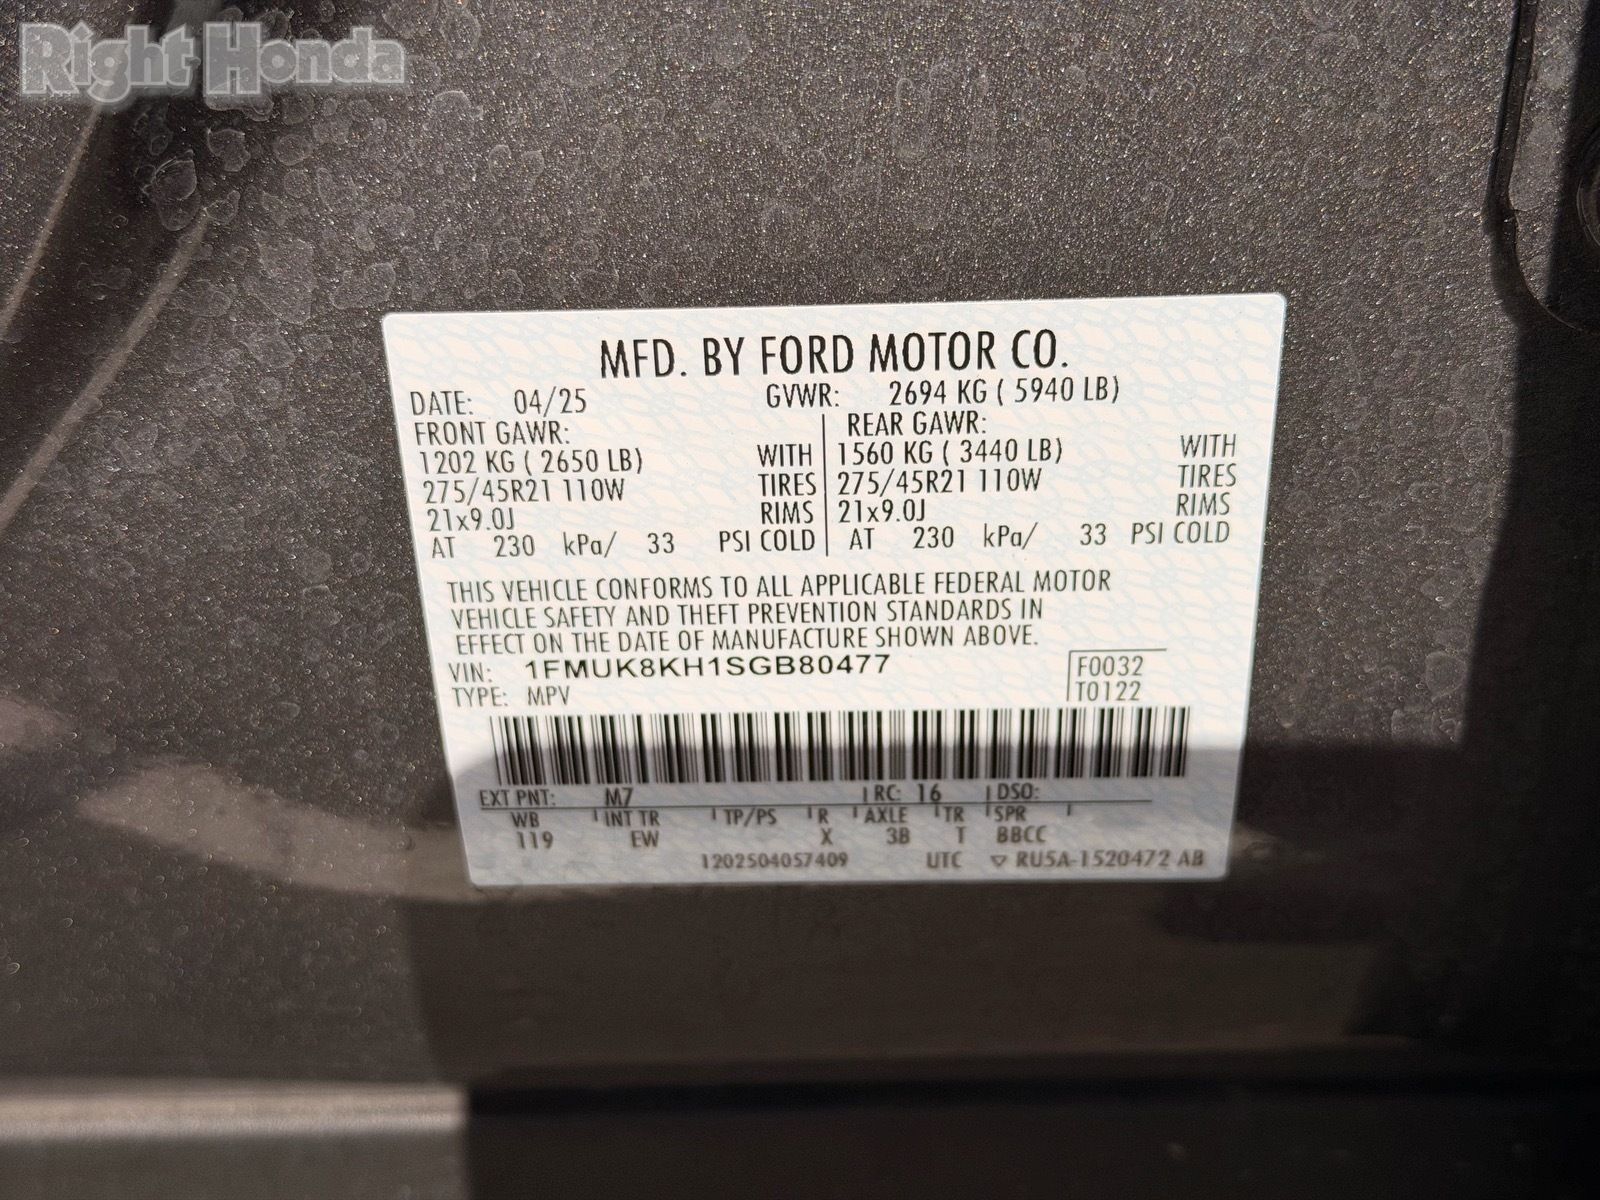 Right Honda
MFD. BY FORD MOTOR CO.
DATE: 04/25 GVWR: 2694 KG ( 5940 LB)
FRONT GAWR: REAR GAWR:
1202 KG ( 2650 LB) WITH 1560 KG ( 3440 LB) WITH
275/45R21 110W TIRES 275/45R21 110W TIRES
21x9.0J RIMS 21x9.0J RIMS
AT 230 kPa/ 33 PSI COLD AT 230 kPa/ 33 PSI COLD
THIS VEHICLE CONFORMS TO ALL APPLICABLE FEDERAL MOTOR
VEHICLE SAFETY AND THEFT PREVENTION STANDARDS IN
EFFECT ON THE DATE OF MANUFACTURE SHOWN ABOVE.
VIN: 1FMUK8KH1SGB80477 F0032
TYPE: MPV T0122
EXT PNT: M7 RC: 16 DSO:
WB INT TR TP/PS R AXLE TR SPR
119 EW X 3B T BBCC
1202504057409 UTC ▽ RU5A-1520472 AB